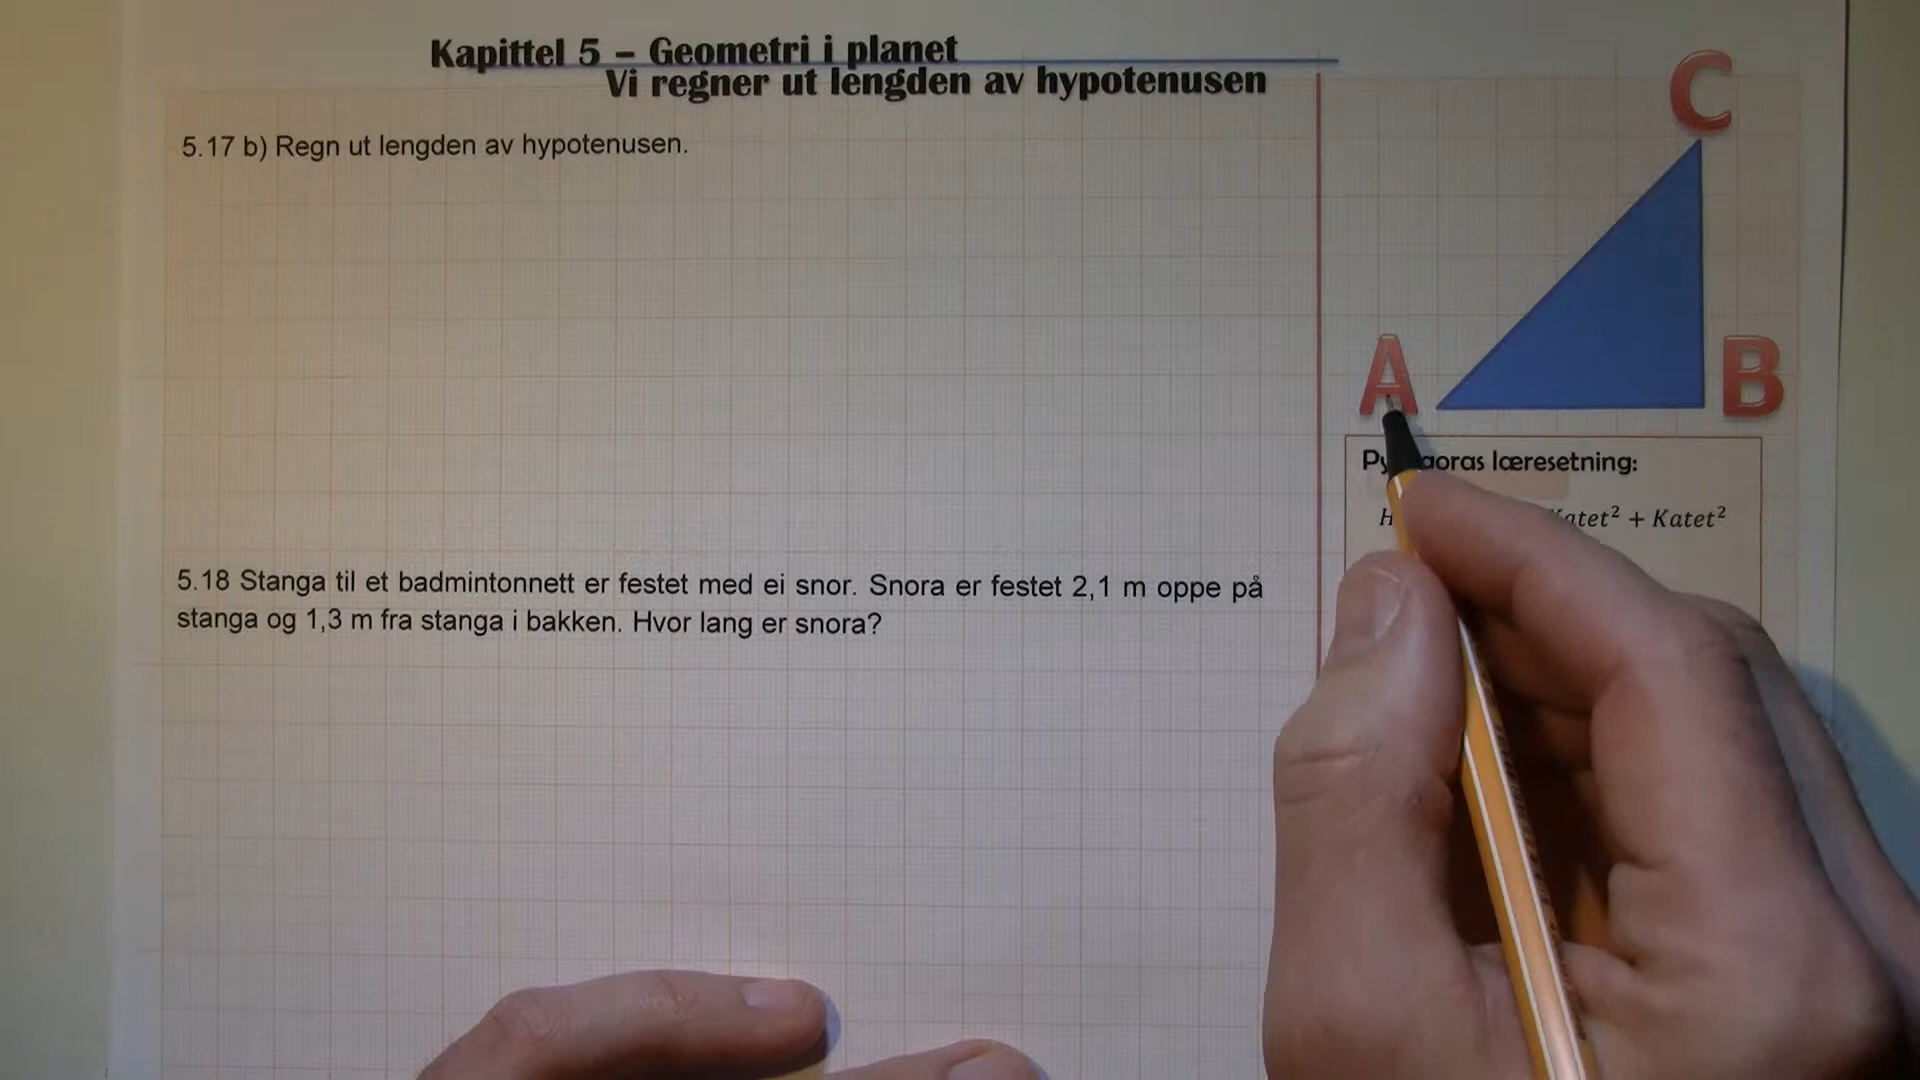 Kapittel 5 – Geometri i planet
Vi regner ut lengden av hypotenusen
5.17 b) Regn ut lengden av hypotenusen.
C
A
B
læresetning:
+ Katet²
5.18 Stanga til et badmintonnett er festet med ei snor. Snora er festet 2,1 m oppe på
stanga og 1,3 m fra stanga i bakken. Hvor lang er snora?